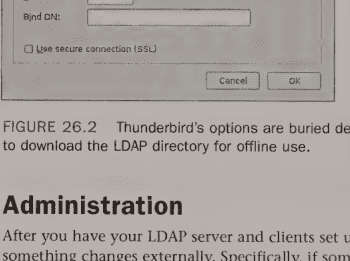 Bind DN:
Use secure connection (SSL)
Cancel OK
FIGURE 26.2 Thunderbird's options are buried de
to download the LDAP directory for offline use.
Administration
After you have your LDAP server and clients set u
something changes externally. Specifically, if som